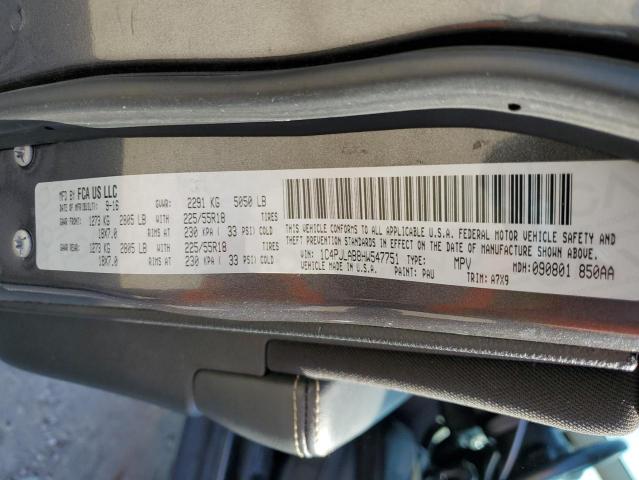 MFD BY FCA US LLC
DATE OF MFR(BUILT): 9-16 GVWR: 2291 KG 5050 LB
GAWR FRONT: 1273 KG 2805 LB WITH 225/55R18 TIRES
18X7.0 RIMS AT 230 KPA ( 33 PSI) COLD
GAWR REAR: 1273 KG 2805 LB WITH 225/55R18 TIRES
18X7.0 RIMS AT 230 KPA ( 33 PSI) COLD
THIS VEHICLE CONFORMS TO ALL APPLICABLE U.S.A. FEDERAL MOTOR VEHICLE SAFETY AND
THEFT PREVENTION STANDARDS IN EFFECT ON THE DATE OF MANUFACTURE SHOWN ABOVE.
VIN: 1C4PJLAB8HW547751 TYPE: MPV MDH: 090801 850AA
VEHICLE MADE IN U.S.A. PAINT: PAU TRIM: A7X9